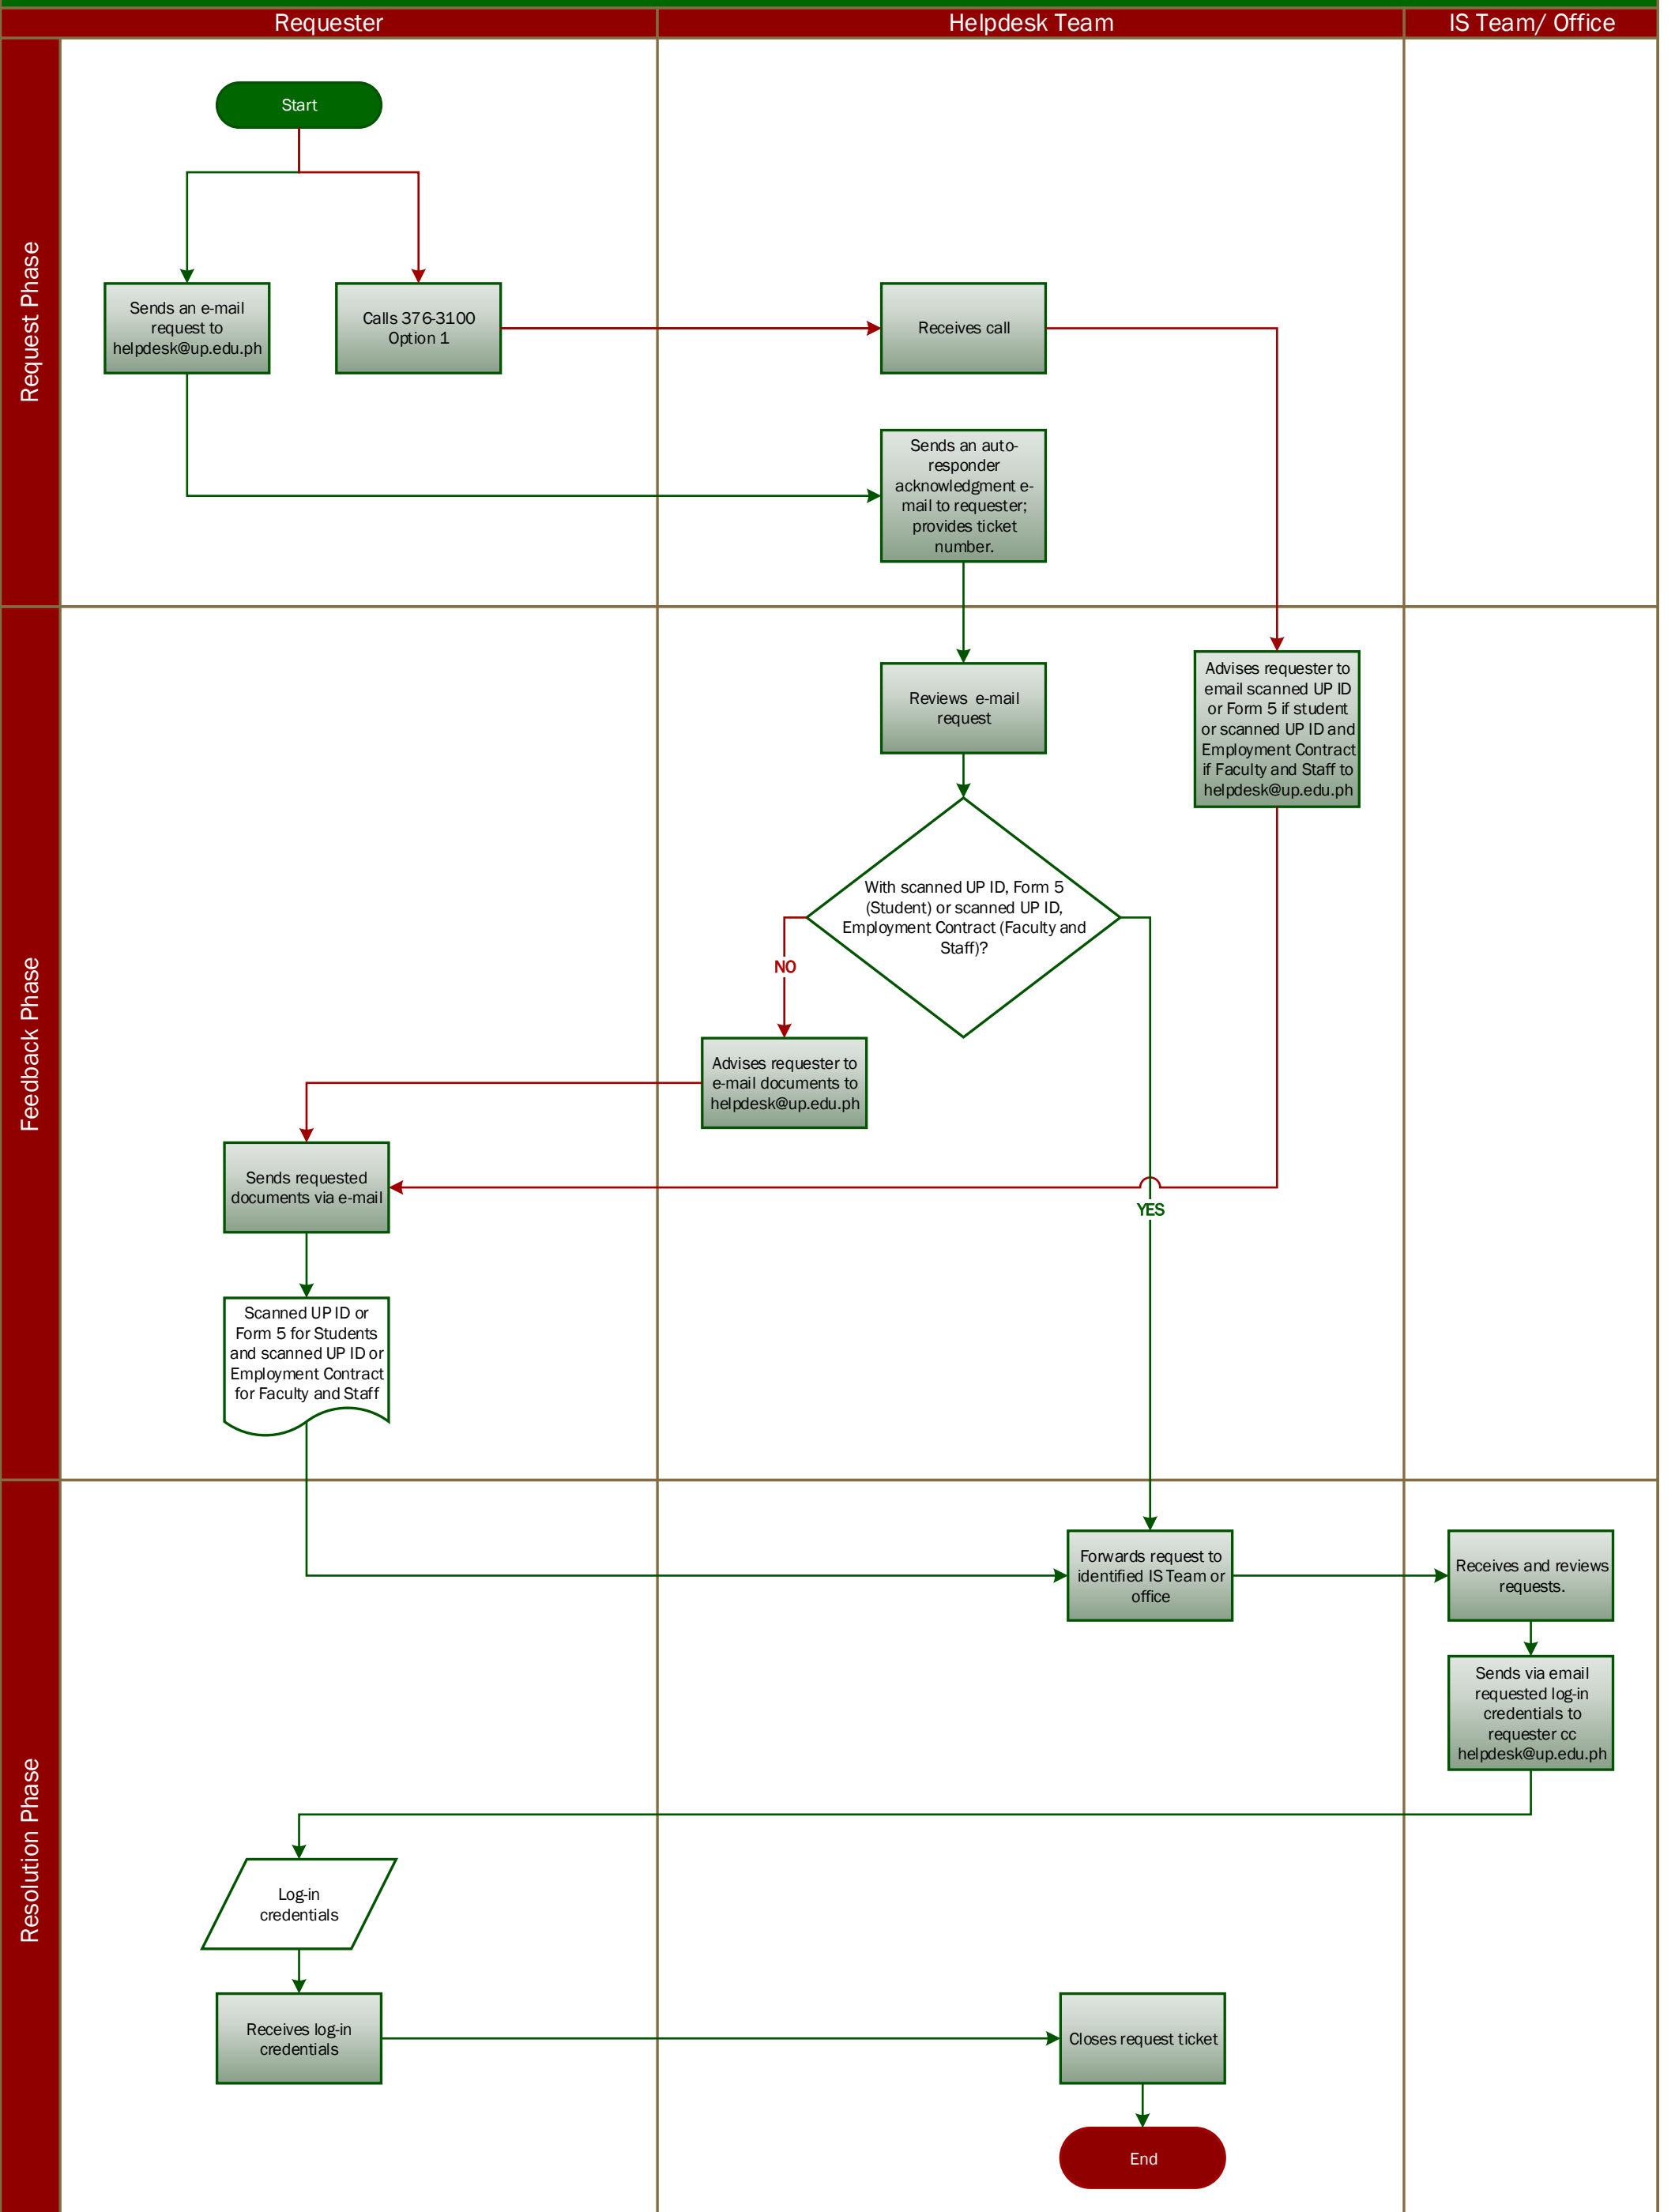 Requester
Helpdesk Team
IS Team/ Office
Request Phase
Start
Sends an e-mail
request to
helpdesk@up.edu.ph
Calls 376-3100
Option 1
Receives call
Sends an auto-
responder
acknowledgment e-
mail to requester;
provides ticket
number.
Feedback Phase
Reviews e-mail
request
Advises requester to
email scanned UP ID
or Form 5 if student
or scanned UP ID and
Employment Contract
if Faculty and Staff to
helpdesk@up.edu.ph
With scanned UP ID, Form 5
(Student) or scanned UP ID,
Employment Contract (Faculty and
Staff)?
NO
Advises requester to
e-mail documents to
helpdesk@up.edu.ph
Sends requested
documents via e-mail
YES
Scanned UP ID or
Form 5 for Students
and scanned UP ID or
Employment Contract
for Faculty and Staff
Resolution Phase
Forwards request to
identified IS Team or
office
Receives and reviews
requests.
Sends via email
requested log-in
credentials to
requester cc
helpdesk@up.edu.ph
Log-in
credentials
Receives log-in
credentials
Closes request ticket
End